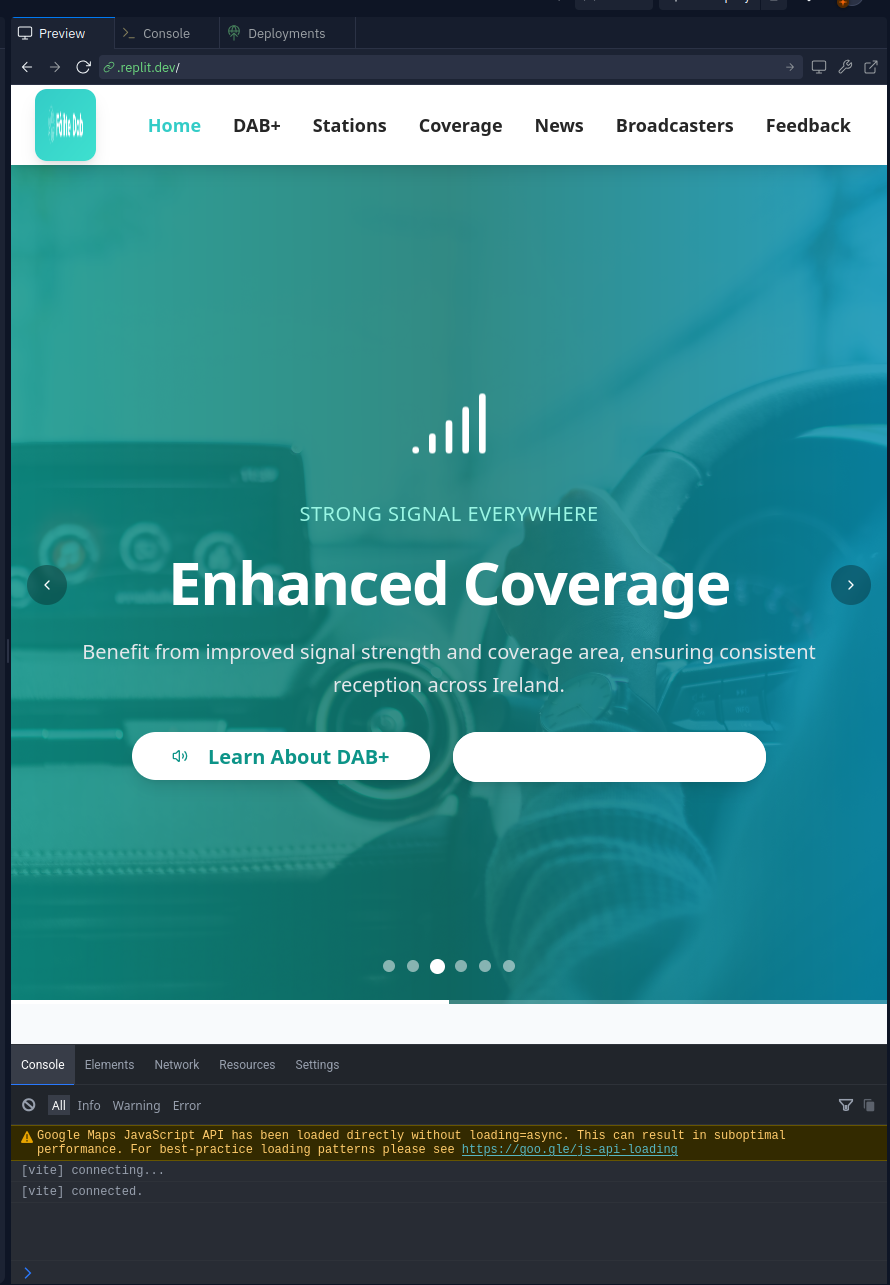 Preview
Console
Deployments
.replit.dev/
Home
DAB+
Stations
Coverage
News
Broadcasters
Feedback
STRONG SIGNAL EVERYWHERE
Enhanced Coverage
Benefit from improved signal strength and coverage area, ensuring consistent
reception across Ireland.
Learn About DAB+
Console
Elements
Network
Resources
Settings
All
Info
Warning
Error
Google Maps JavaScript API has been loaded directly without loading=async. This can result in suboptimal
performance. For best-practice loading patterns please see https://goo.gle/js-api-loading
[vite] connecting...
[vite] connected.